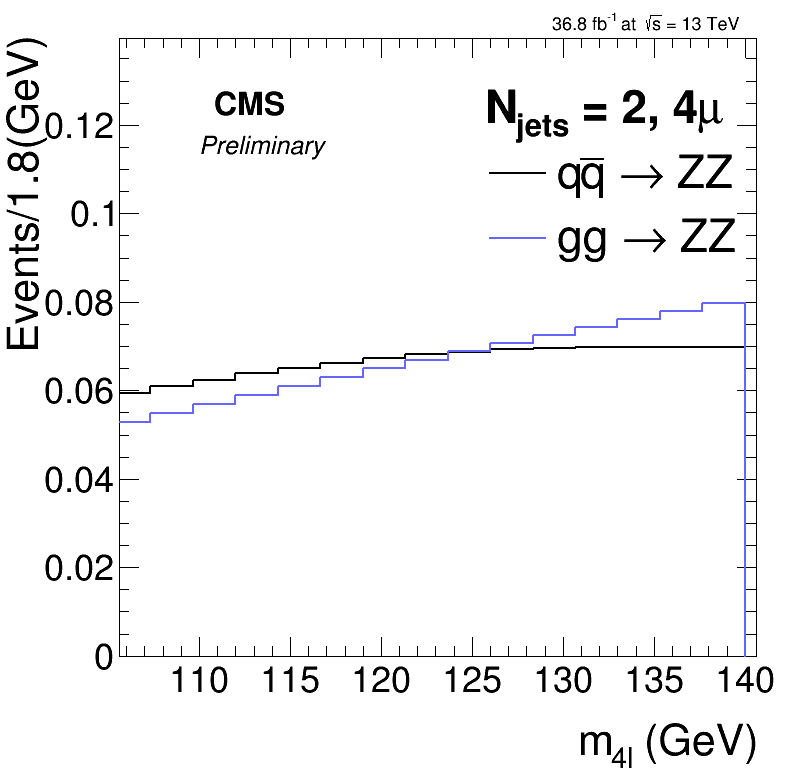 36.8 fb⁻¹ at √s = 13 TeV
Events/1.8(GeV)
CMS
Preliminary
N_jets = 2, 4μ
qq̅ → ZZ
gg → ZZ
0.12
0.1
0.08
0.06
0.04
0.02
0
110 115 120 125 130 135 140
m_4l (GeV)